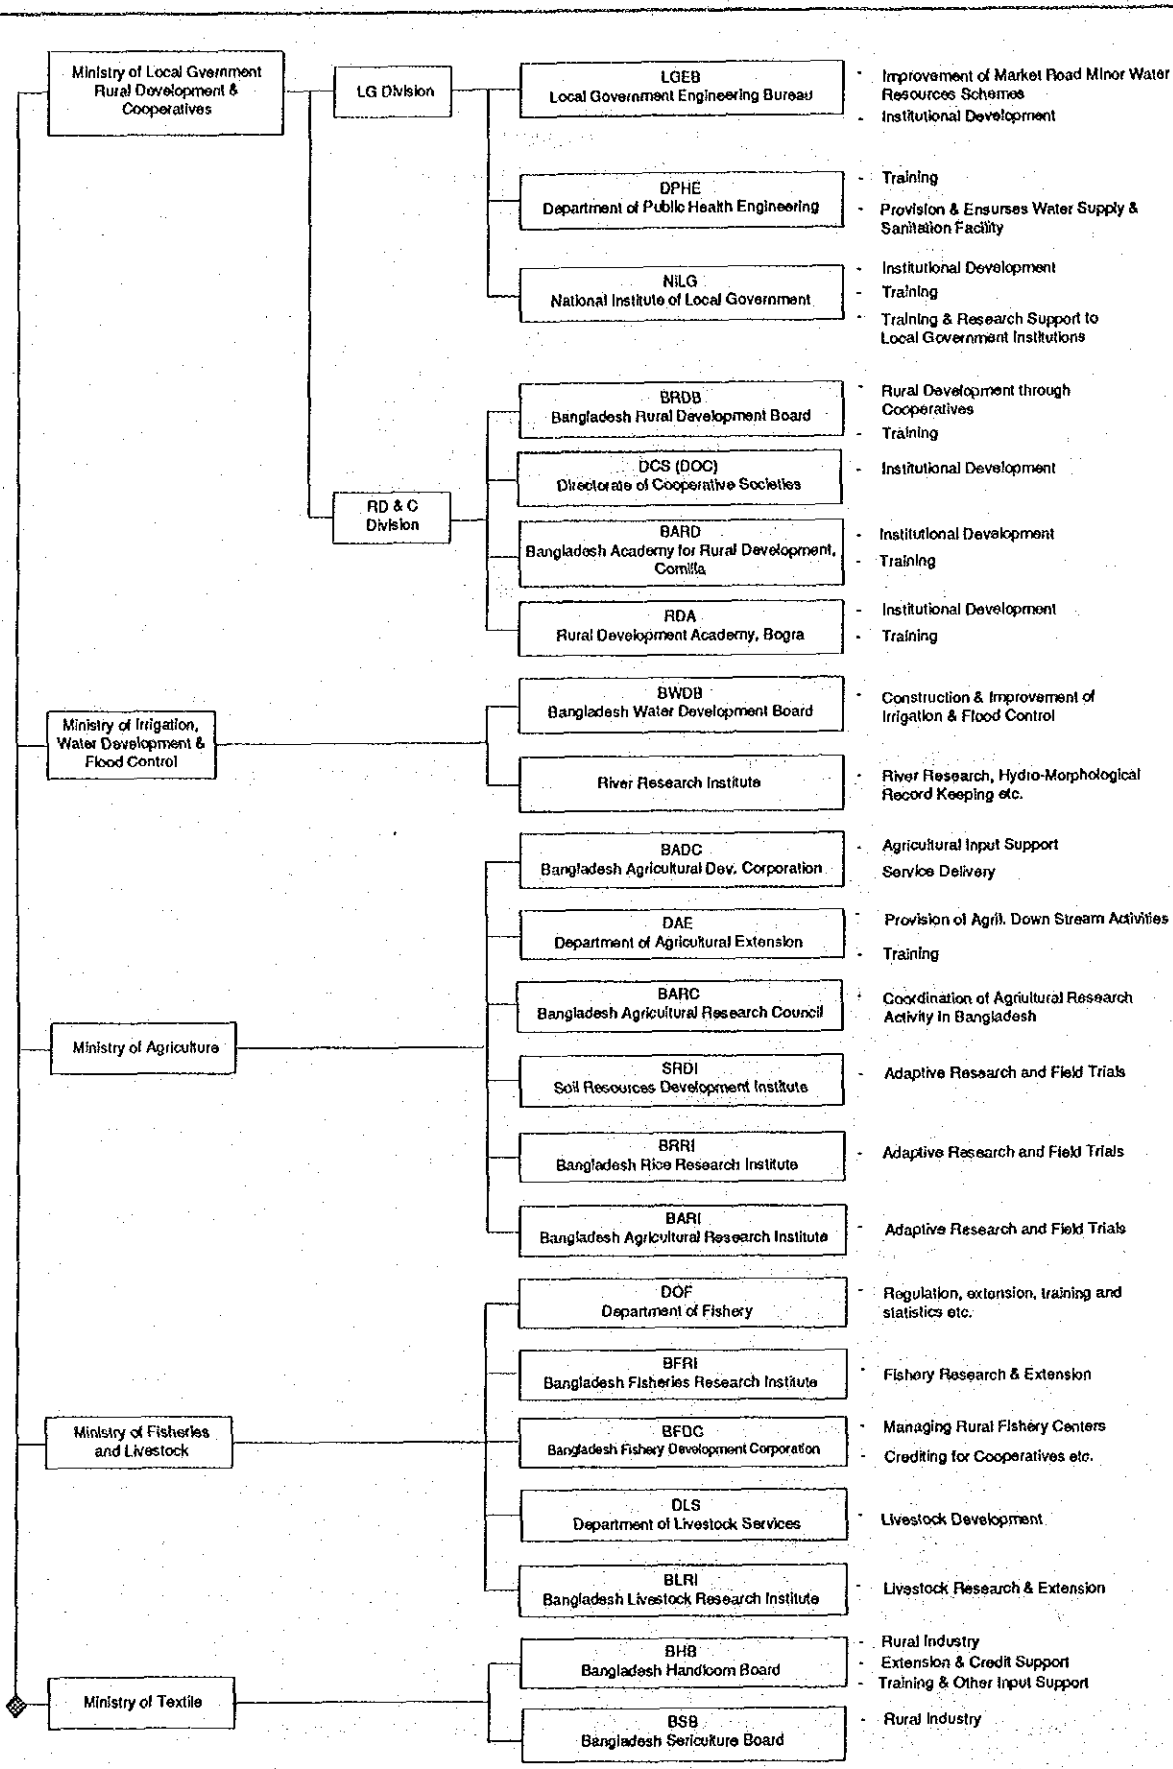 Ministry of Local Gvernment
Rural Development &
Cooperatives
LG Division
LGEB
Local Government Engineering Bureau
- Improvement of Market Road Minor Water
Resources Schemes
- Institutional Development
DPHE
Department of Public Health Engineering
- Training
- Provision & Ensurses Water Supply &
Sanitation Facility
NILG
National Institute of Local Government
- Institutional Development
- Training
- Training & Research Support to
Local Government Institutions
RD & C
Division
BRDB
Bangladesh Rural Development Board
- Rural Development through
Cooperatives
- Training
DCS (DOC)
Directorate of Cooperative Societies
- Institutional Development
BARD
Bangladesh Academy for Rural Development,
Comilla
- Institutional Development
- Training
RDA
Rural Development Academy, Bogra
- Institutional Development
- Training
Ministry of Irrigation,
Water Development &
Flood Control
BWDB
Bangladesh Water Development Board
- Construction & Improvement of
Irrigation & Flood Control
River Research Institute
- River Research, Hydro-Morphological
Record Keeping etc.
Ministry of Agriculture
BADC
Bangladesh Agricultural Dev. Corporation
- Agricultural Input Support
Service Delivery
DAE
Department of Agricultural Extension
- Provision of Agril. Down Stream Activities
- Training
BARC
Bangladesh Agricultural Research Council
- Coordination of Agriultural Research
Activity in Bangladesh
SRDI
Soil Resources Development Institute
- Adaptive Research and Field Trials
BRRI
Bangladesh Rice Research Institute
- Adaptive Research and Field Trials
BARI
Bangladesh Agricultural Research Institute
- Adaptive Research and Field Trials
Ministry of Fisheries
and Livestock
DOF
Department of Fishery
- Regulation, extension, training and
statistics etc.
BFRI
Bangladesh Fisheries Research Institute
- Fishery Research & Extension
BFDC
Bangladesh Fishery Development Corporation
- Managing Rural Fishery Centers
- Crediting for Cooperatives etc.
DLS
Department of Livestock Services
- Livestock Development
BLRI
Bangladesh Livestock Research Institute
- Livestock Research & Extension
Ministry of Textile
BHB
Bangladesh Handloom Board
- Rural Industry
- Extension & Credit Support
- Training & Other Input Support
BSB
Bangladesh Sericulture Board
- Rural Industry